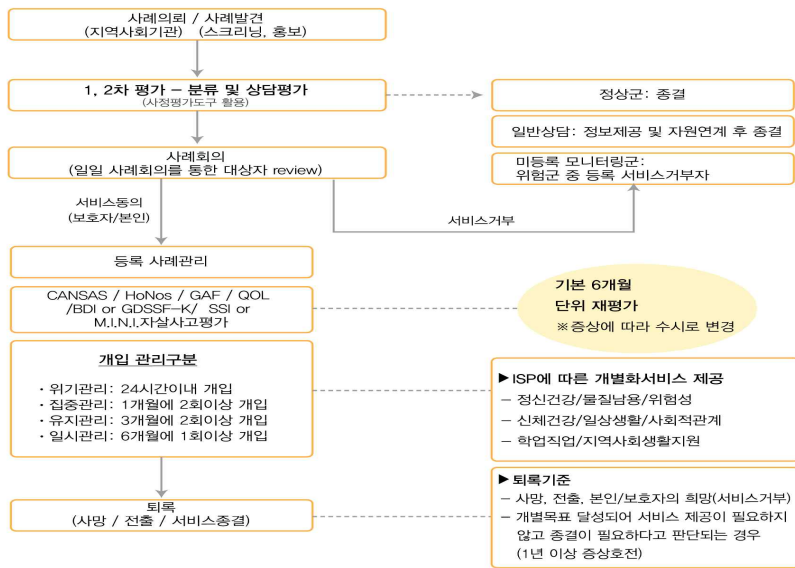 사례의뢰 / 사례발견
(지역사회기관) (스크리닝, 홍보)
1, 2차 평가 – 분류 및 상담평가
(사정평가도구 활용)
정상군: 종결
일반상담: 정보제공 및 자원연계 후 종결
미등록 모니터링군:
위험군 중 등록 서비스거부자
사례회의
(일일 사례회의를 통한 대상자 review)
서비스동의
(보호자/본인)
서비스거부
등록 사례관리
CANSAS / HoNos / GAF / QOL
/BDI or GDSSF–K/ SSI or
M.I.N.I.자살사고평가
기본 6개월
단위 재평가
※증상에 따라 수시로 변경
개입 관리구분
· 위기관리: 24시간이내 개입
· 집중관리: 1개월에 2회이상 개입
· 유지관리: 3개월에 2회이상 개입
· 일시관리: 6개월에 1회이상 개입
▶ISP에 따른 개별화서비스 제공
– 정신건강/물질남용/위험성
– 신체건강/일상생활/사회적관계
– 학업직업/지역사회생활지원
퇴록
(사망 / 전출 / 서비스종결)
▶퇴록기준
– 사망, 전출, 본인/보호자의 희망(서비스거부)
– 개별목표 달성되어 서비스 제공이 필요하지
않고 종결이 필요하다고 판단되는 경우
(1년 이상 증상호전)